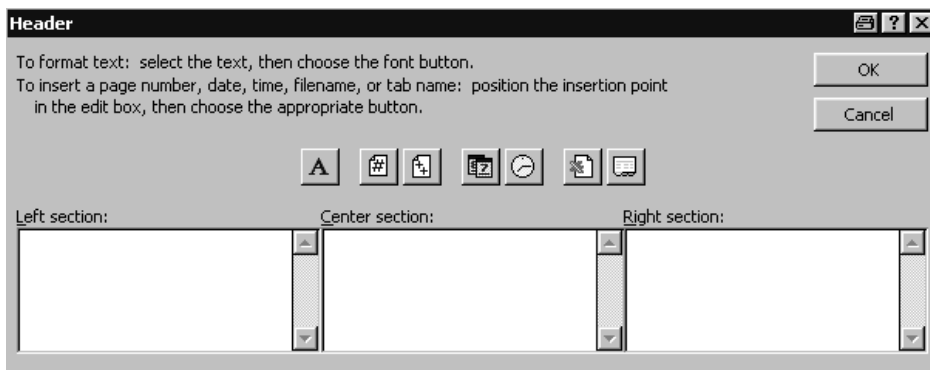 Header
To format text: select the text, then choose the font button.
To insert a page number, date, time, filename, or tab name: position the insertion point
in the edit box, then choose the appropriate button.
OK
Cancel
A
Left section: Center section: Right section: